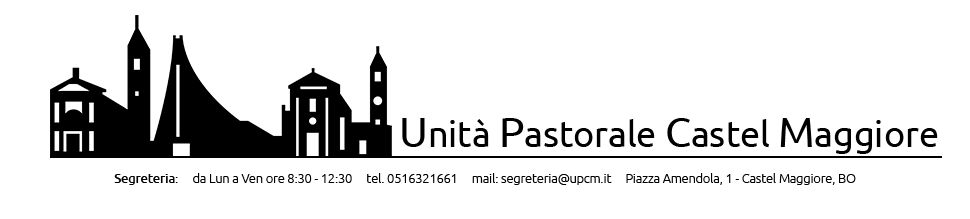 Unità Pastorale Castel Maggiore
Segreteria: da Lun a Ven ore 8:30 - 12:30 tel. 0516321661 mail: segreteria@upcm.it Piazza Amendola, 1 - Castel Maggiore, BO